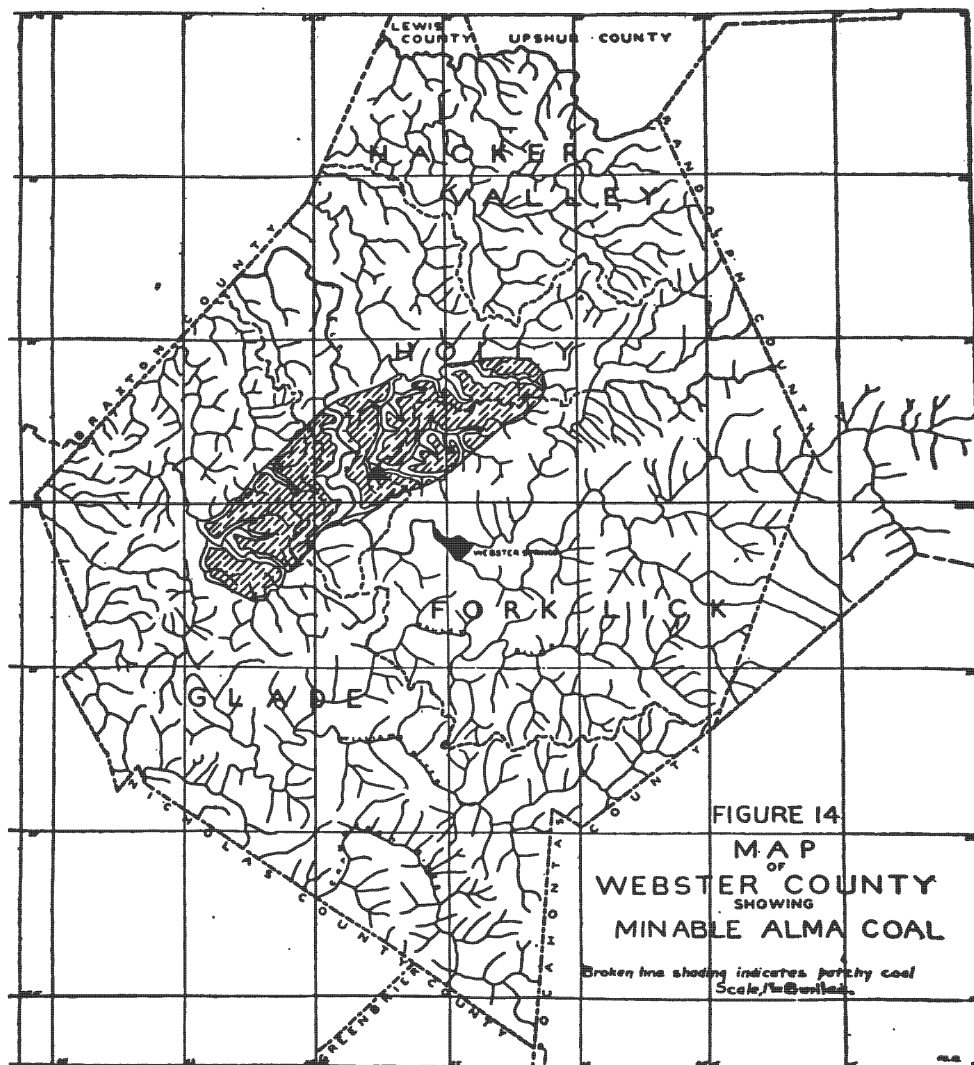 LEWIS
COUNTY
UPSHUR COUNTY
HACKER
VALLEY
RANDOLPH COUNTY
BRAXTON COUNTY
HOLLY
WEBSTER SPRINGS
FORK LICK
GLADE
NICHOLAS COUNTY
GREENBRIER COUNTY
POCAHONTAS COUNTY
FIGURE 14
MAP
OF
WEBSTER COUNTY
SHOWING
MINABLE ALMA COAL
Broken line shading indicates patchy coal
Scale,